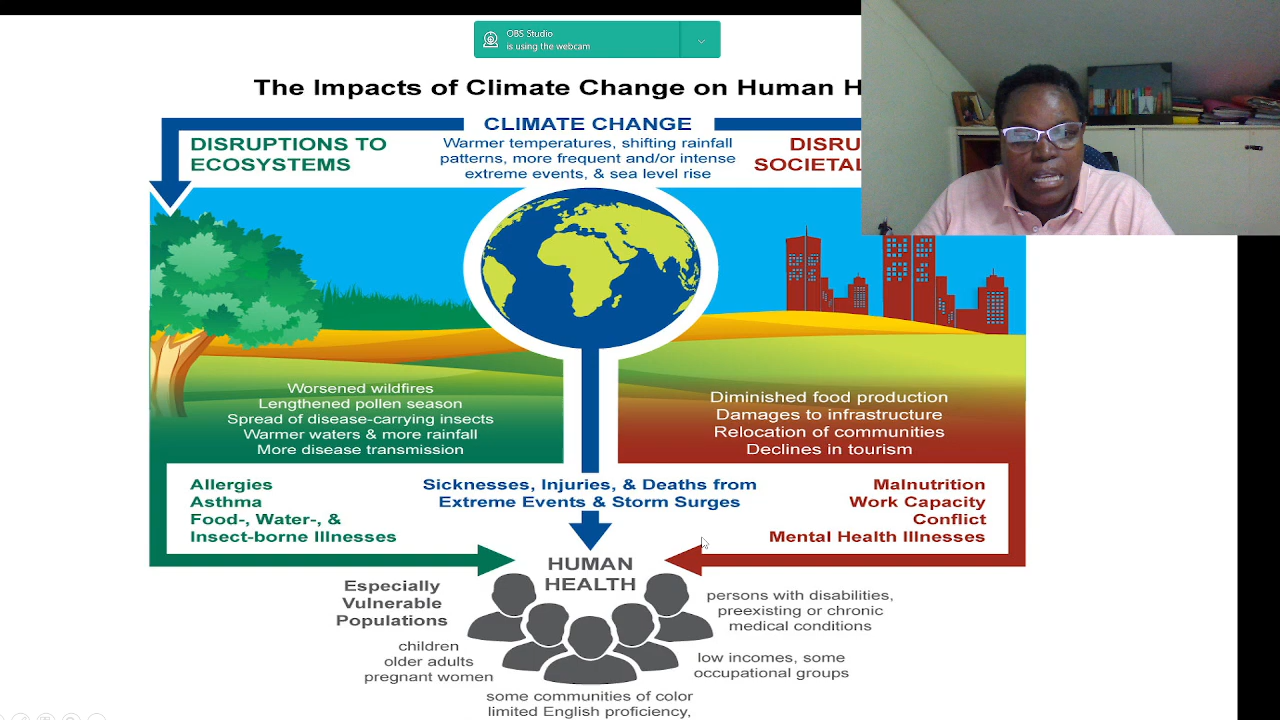 OBS Studio
is using the webcam
The Impacts of Climate Change on Human
CLIMATE CHANGE
Warmer temperatures, shifting rainfall
patterns, more frequent and/or intense
extreme events, & sea level rise
DISRUPTIONS TO
ECOSYSTEMS
SOCIETAL
Worsened wildfires
Lengthened pollen season
Spread of disease-carrying insects
Warmer waters & more rainfall
More disease transmission
Diminished food production
Damages to infrastructure
Relocation of communities
Declines in tourism
Allergies
Asthma
Food-, Water-, &
Insect-borne Illnesses
Sicknesses, Injuries, & Deaths from
Extreme Events & Storm Surges
Malnutrition
Work Capacity
Conflict
Mental Health Illnesses
HUMAN
HEALTH
Especially
Vulnerable
Populations
children
older adults
pregnant women
persons with disabilities,
preexisting or chronic
medical conditions
low incomes, some
occupational groups
some communities of color
limited English proficiency,